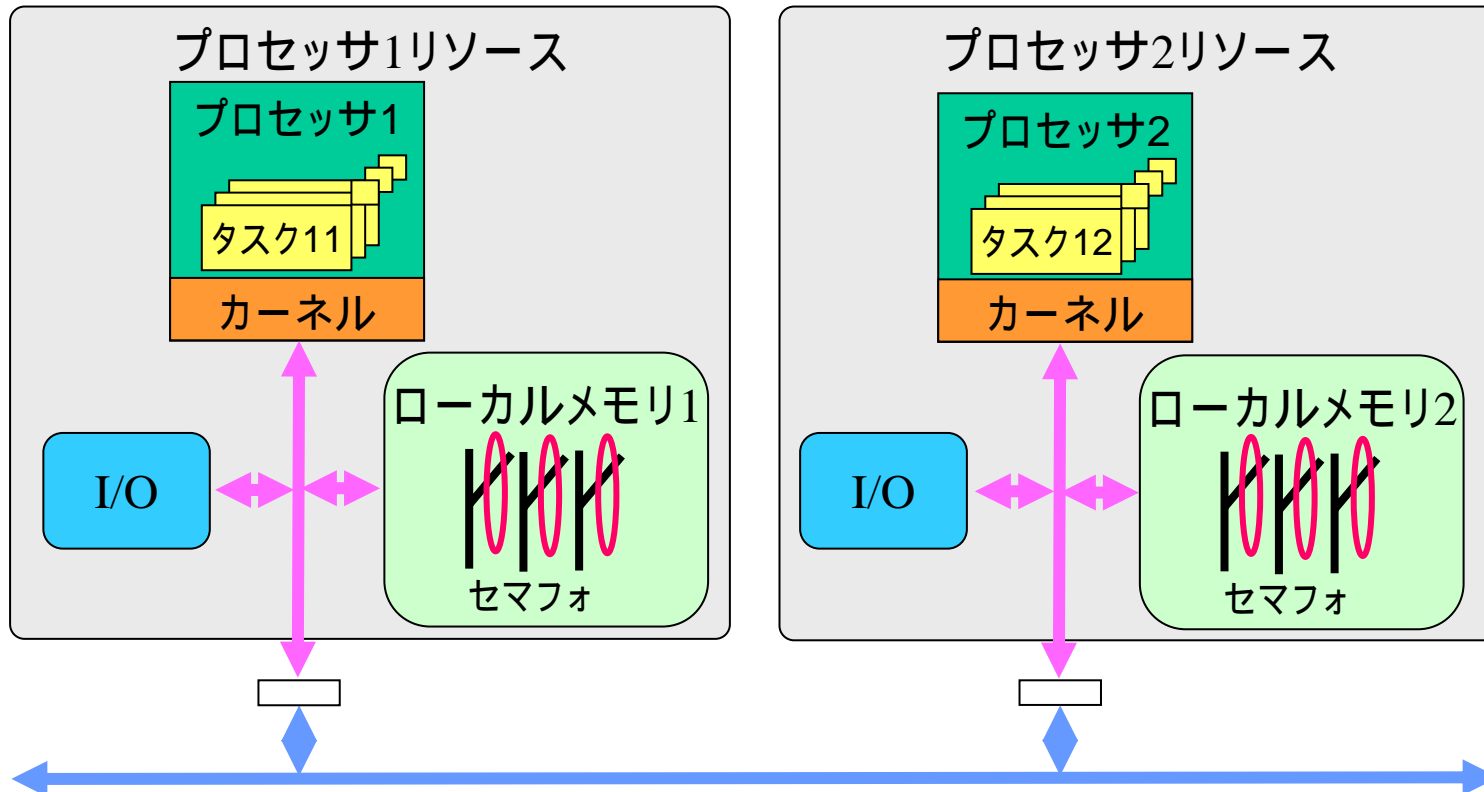 プロセッサ1リソース
プロセッサ1
タスク11
カーネル
ローカルメモリ1
I/O
セマフォ
プロセッサ2リソース
プロセッサ2
タスク12
カーネル
ローカルメモリ2
I/O
セマフォ